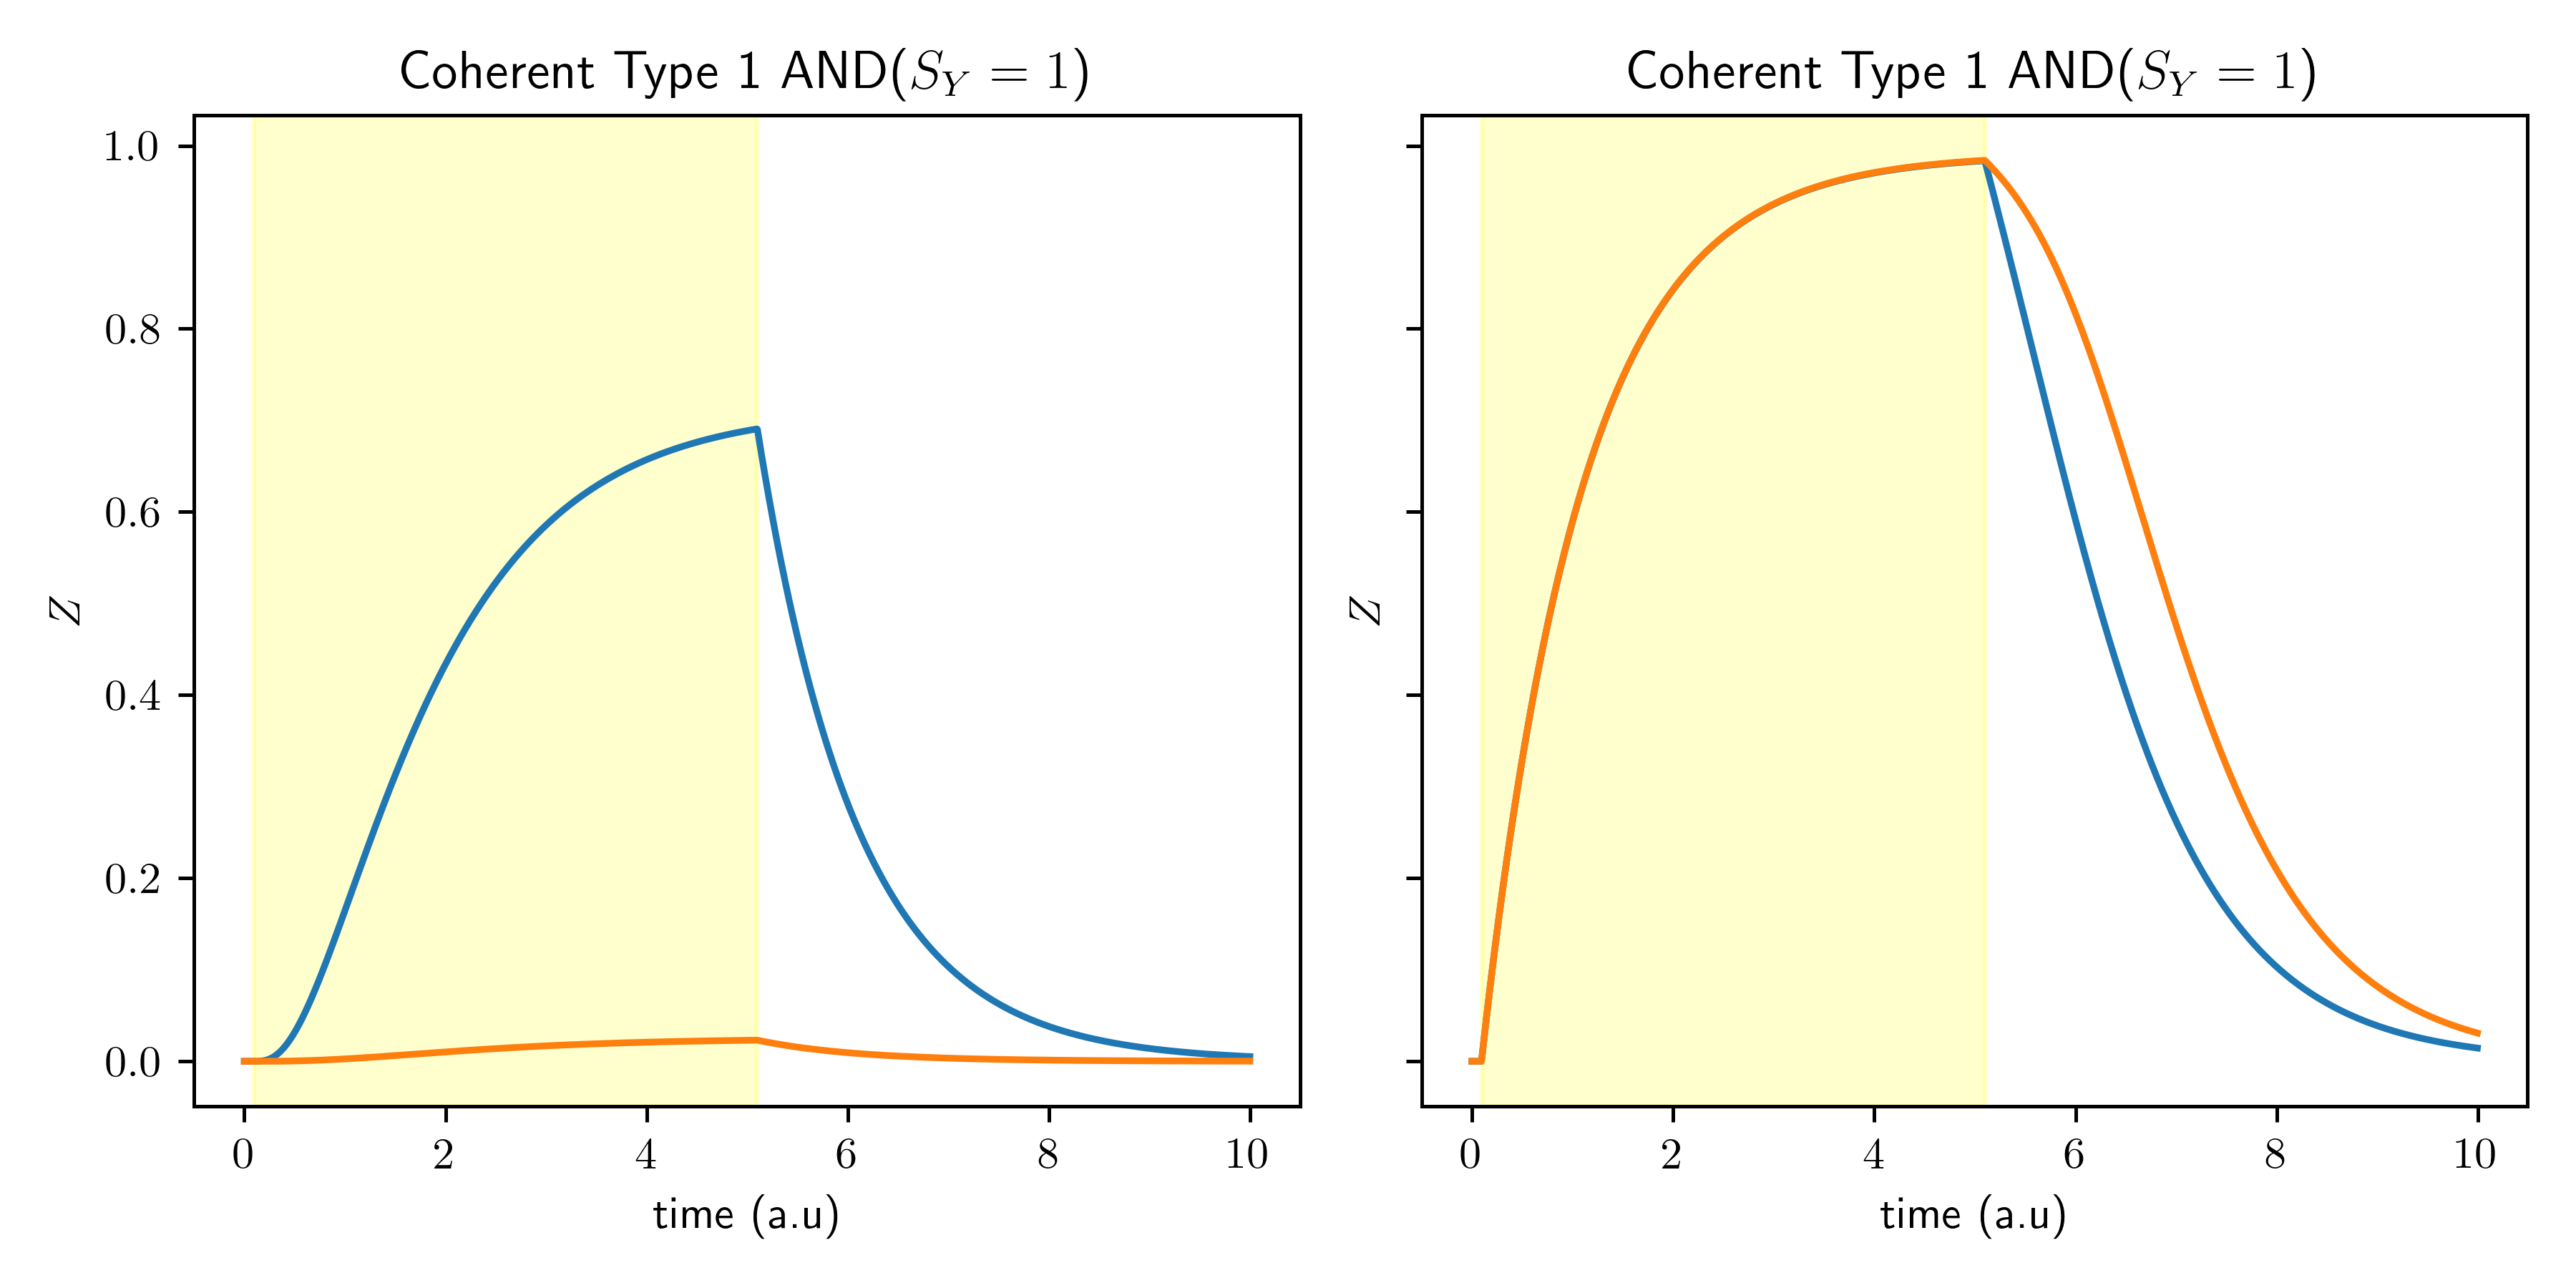 Coherent Type 1 AND($S_Y = 1$)
Z
1.0
0.8
0.6
0.4
0.2
0.0
0 2 4 6 8 10
time (a.u)
Coherent Type 1 AND($S_Y = 1$)
Z
0 2 4 6 8 10
time (a.u)